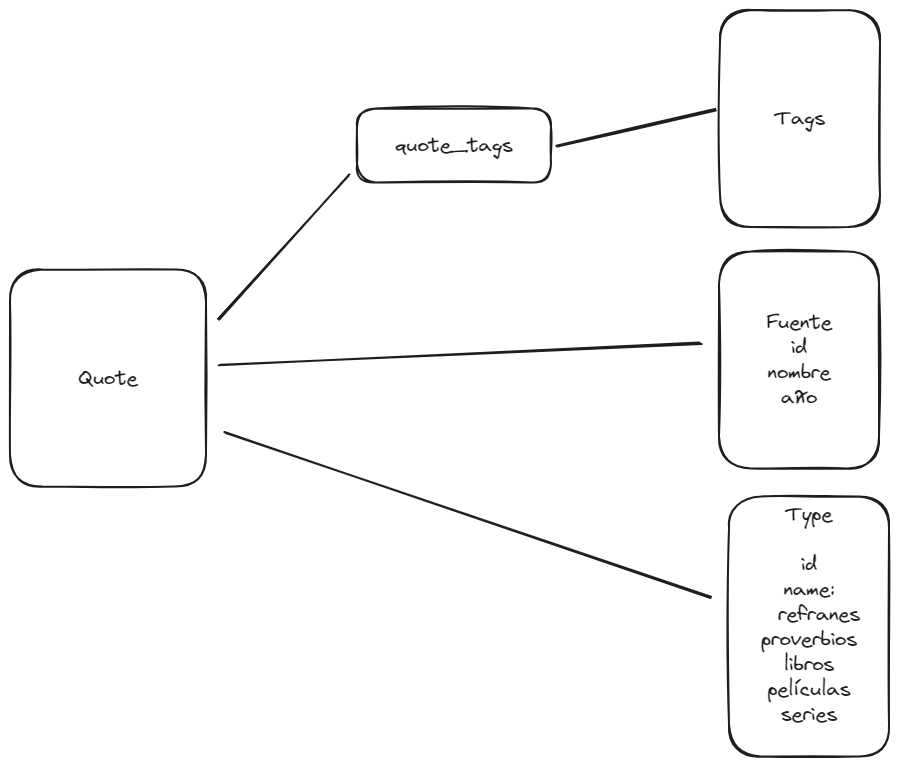 Tags
quote_tags
Quote
Fuente
id
nombre
año
Type
id
name:
refranes
proverbios
libros
películas
series